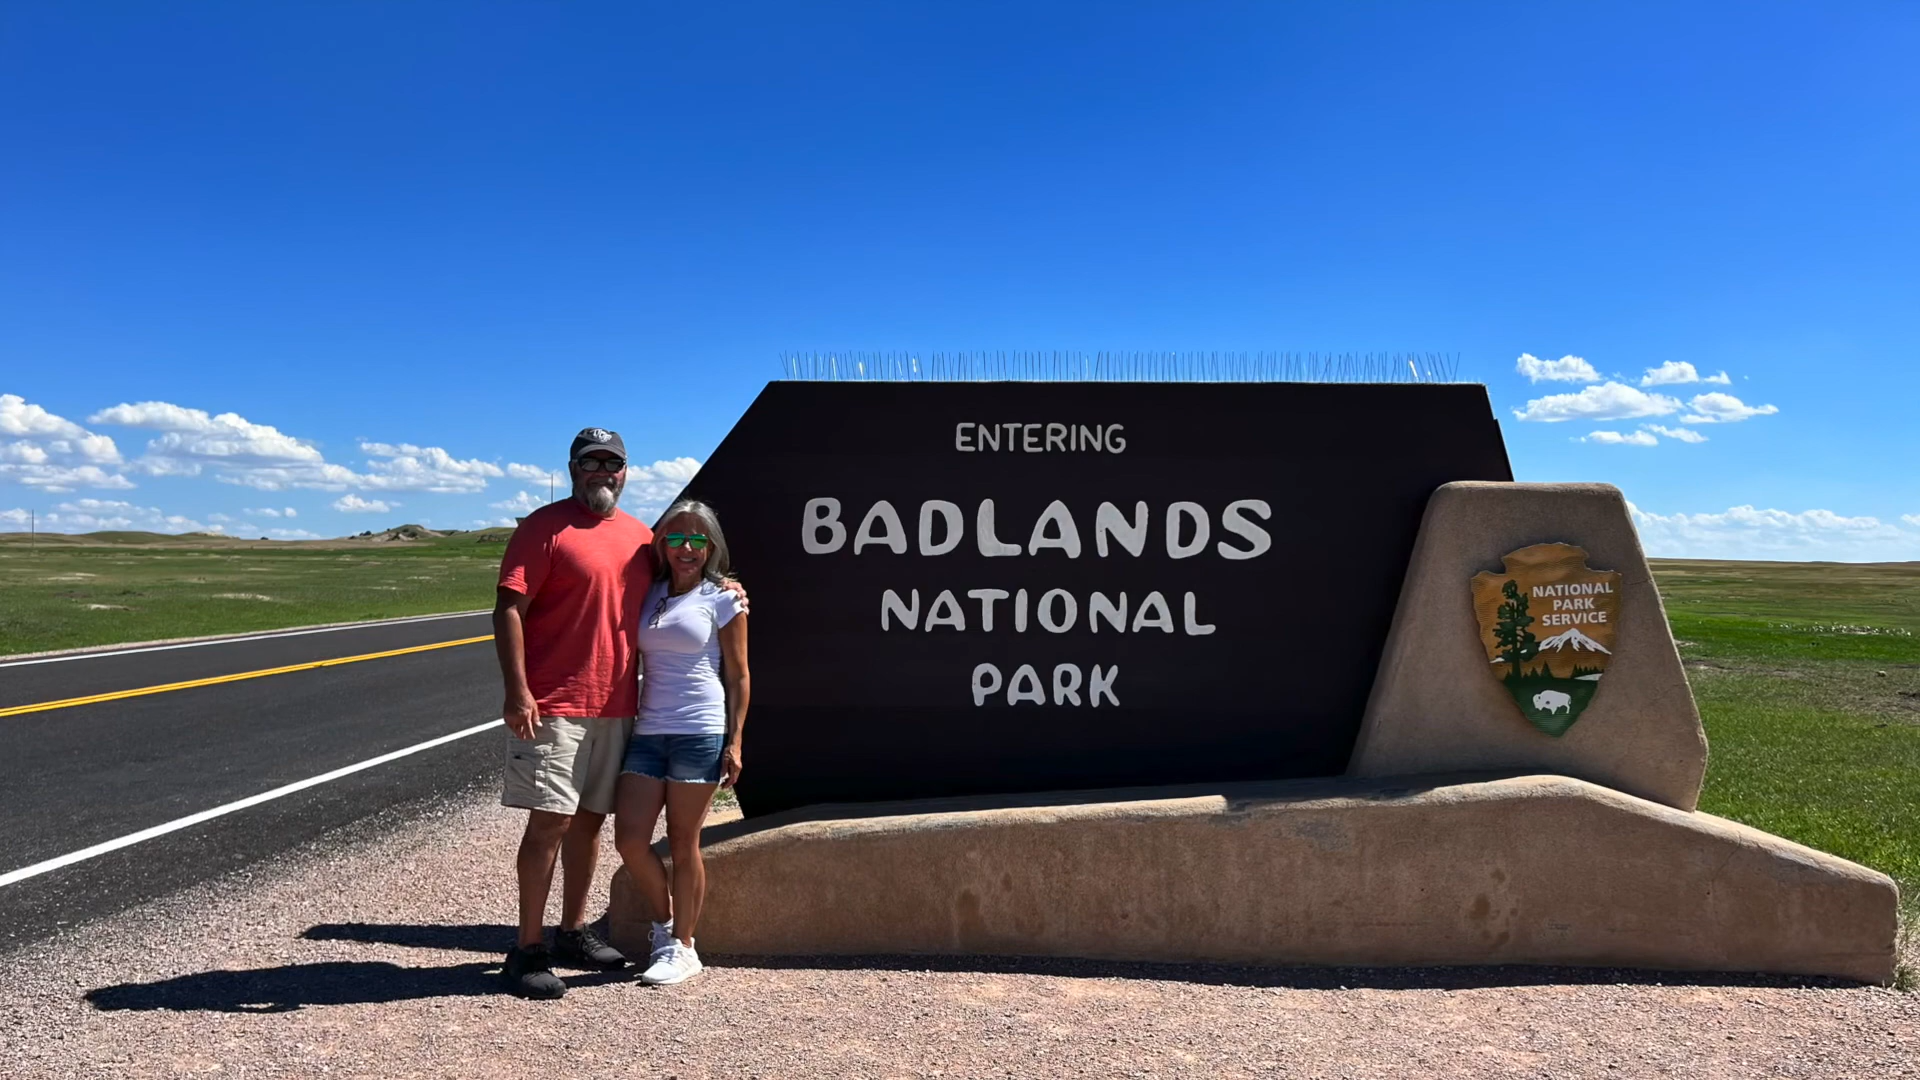 ENTERING
BADLANDS
NATIONAL
PARK
NATIONAL
PARK
SERVICE